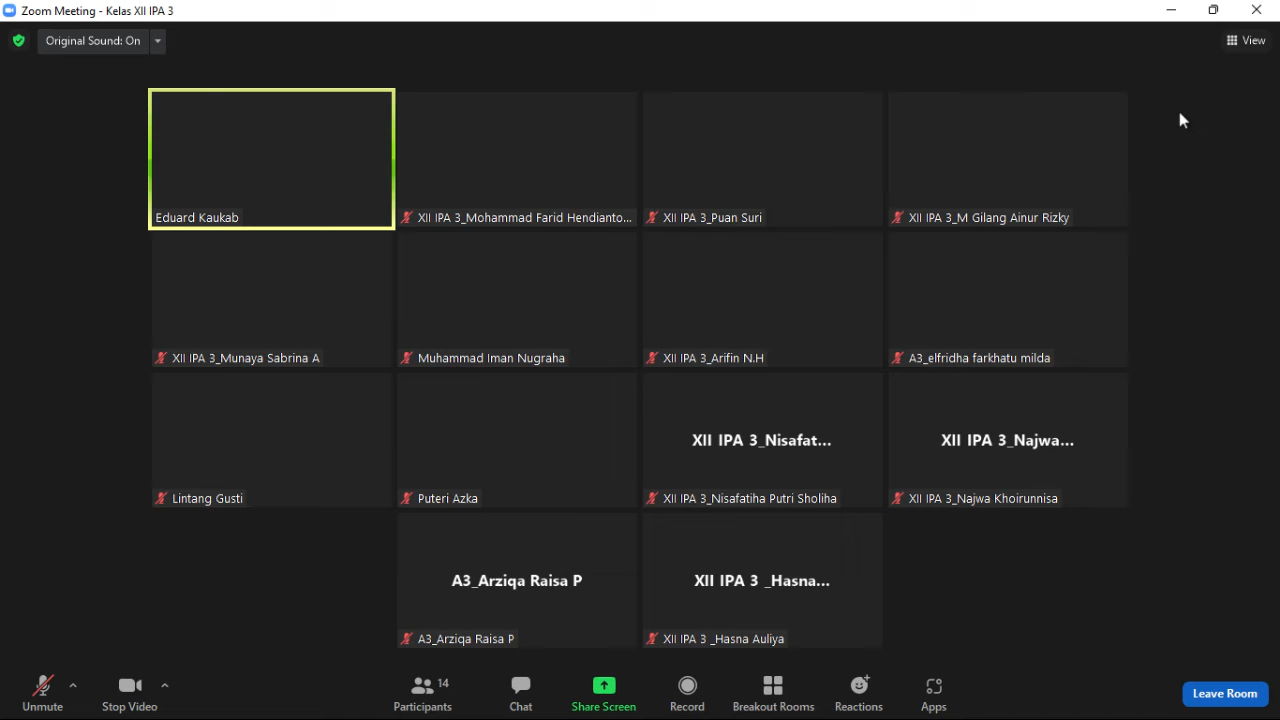 Zoom Meeting - Kelas XII IPA 3
Original Sound: On
View
Eduard Kaukab
XII IPA 3_Mohammad Farid Hendianto...
XII IPA 3_Puan Suri
XII IPA 3_M Gilang Ainur Rizky
XII IPA 3_Munaya Sabrina A
Muhammad Iman Nugraha
XII IPA 3_Arifin N.H
A3_elfridha farkhatu milda
XII IPA 3_Nisafat...
XII IPA 3_Najwa...
Lintang Gusti
Puteri Azka
XII IPA 3_Nisafatiha Putri Sholiha
XII IPA 3_Najwa Khoirunnisa
A3_Arziqa Raisa P
XII IPA 3 _Hasna...
A3_Arziqa Raisa P
XII IPA 3 _Hasna Auliya
14
Unmute
Stop Video
Participants
Chat
Share Screen
Record
Breakout Rooms
Reactions
Apps
Leave Room